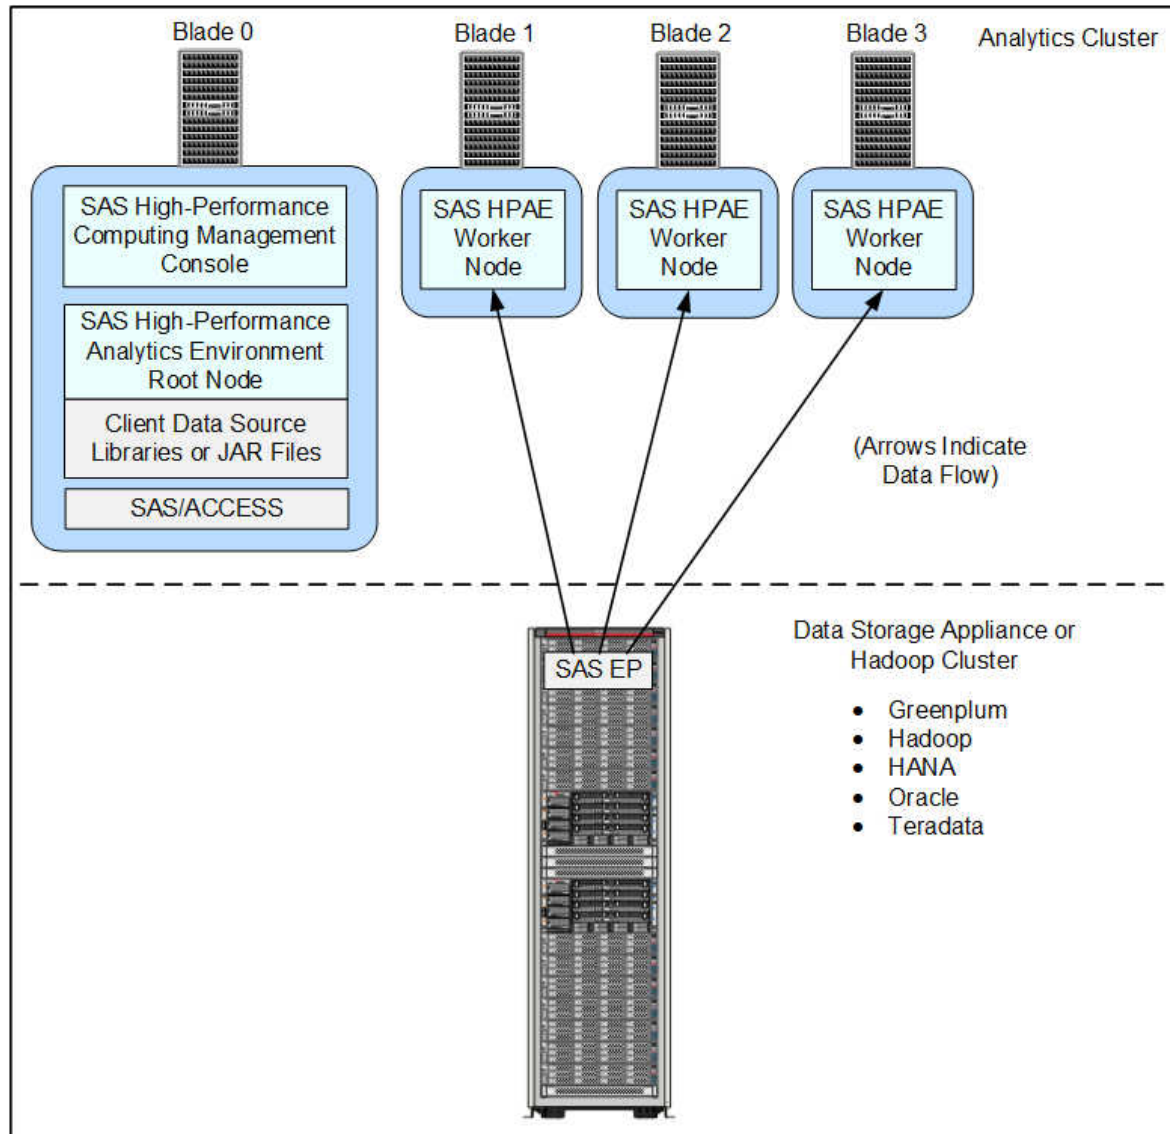 Blade 0
Blade 1
Blade 2
Blade 3
Analytics Cluster
SAS High-Performance
Computing Management
Console
SAS High-Performance
Analytics Environment
Root Node
Client Data Source
Libraries or JAR Files
SAS/ACCESS
SAS HPAE
Worker
Node
SAS HPAE
Worker
Node
SAS HPAE
Worker
Node
(Arrows Indicate
Data Flow)
SAS EP
Data Storage Appliance or
Hadoop Cluster
• Greenplum
• Hadoop
• HANA
• Oracle
• Teradata